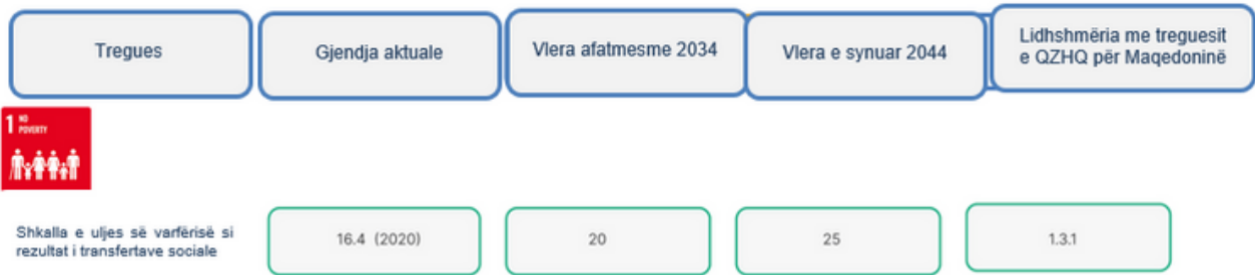 Tregues
Gjendja aktuale
Vlera afatmesme 2034
Vlera e synuar 2044
Lidhshmëria me treguesit
e QZHQ për Maqedoninë
1 NO
POVERTY
Shkalla e uljes së varfërisë si
rezultat i transfertave sociale
16.4 (2020)
20
25
1.3.1